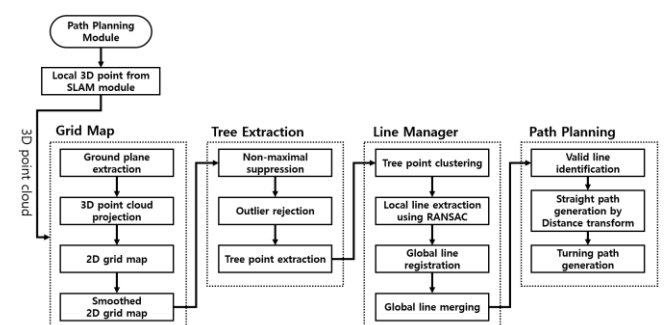 Path Planning
Module
Local 3D point from
SLAM module
3D point cloud
Grid Map
Ground plane
extraction
3D point cloud
projection
2D grid map
Smoothed
2D grid map
Tree Extraction
Non-maximal
suppression
Outlier rejection
Tree point extraction
Line Manager
Tree point clustering
Local line extraction
using RANSAC
Global line
registration
Global line merging
Path Planning
Valid line
identification
Straight path
generation by
Distance transform
Turning path
generation